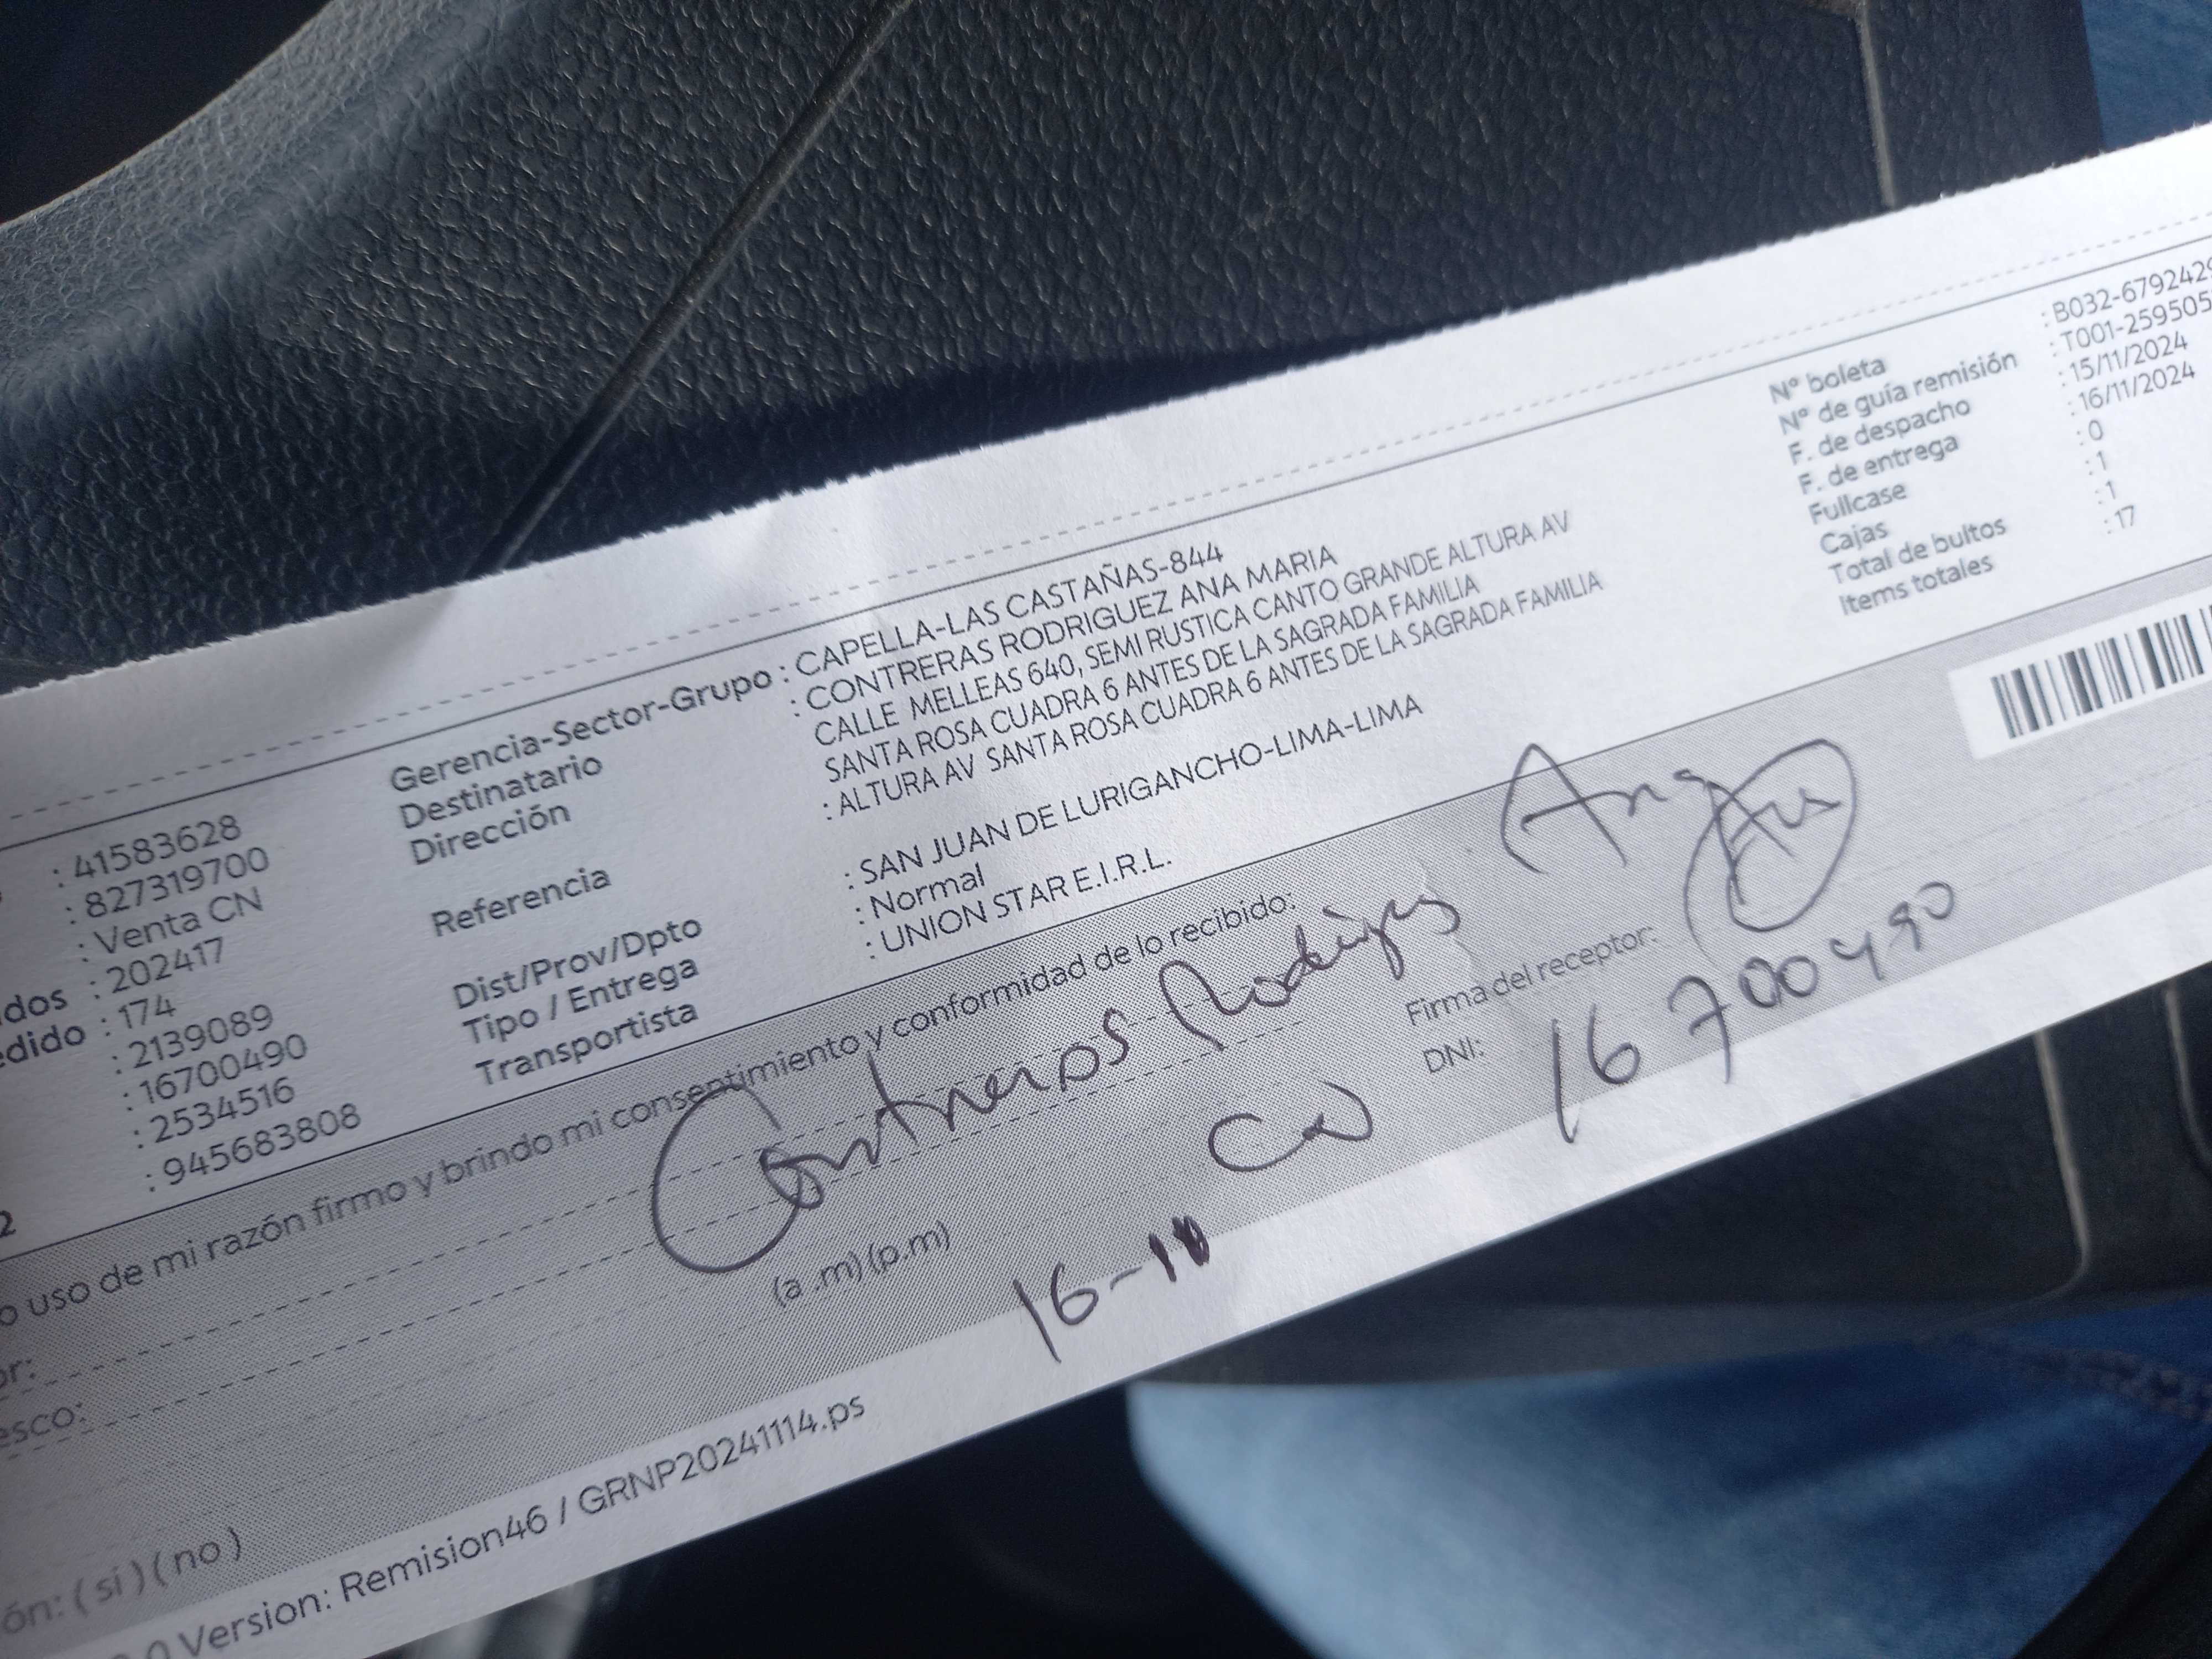 : 41583628
: 827319700
: Venta CN
dos : 202417
edido : 174
: 2139089
: 16700490
: 2534516
: 945683808
2
Gerencia-Sector-Grupo : CAPELLA-LAS CASTAÑAS-844
Destinatario : CONTRERAS RODRIGUEZ ANA MARIA
Dirección CALLE MELLEAS 640, SEMI RUSTICA CANTO GRANDE ALTURA AV
SANTA ROSA CUADRA 6 ANTES DE LA SAGRADA FAMILIA
Referencia : ALTURA AV SANTA ROSA CUADRA 6 ANTES DE LA SAGRADA FAMILIA
Dist/Prov/Dpto : SAN JUAN DE LURIGANCHO-LIMA-LIMA
Tipo / Entrega : Normal
Transportista : UNION STAR E.I.R.L.
N° boleta : B032-6792429
N° de guía remisión : T001-259505
F. de despacho : 15/11/2024
F. de entrega : 16/11/2024
Fullcase : 0
Cajas : 1
Total de bultos : 1
Items totales : 17
o uso de mi razón firmo y brindo mi consentimiento y conformidad de lo recibido:
or: Contreras Rodriguez Ana
esco:
(a .m) (p.m)
16-11
Firma del receptor:
DNI: 16700490
ón: ( si ) ( no )
0 Version: Remision46 / GRNP20241114.ps